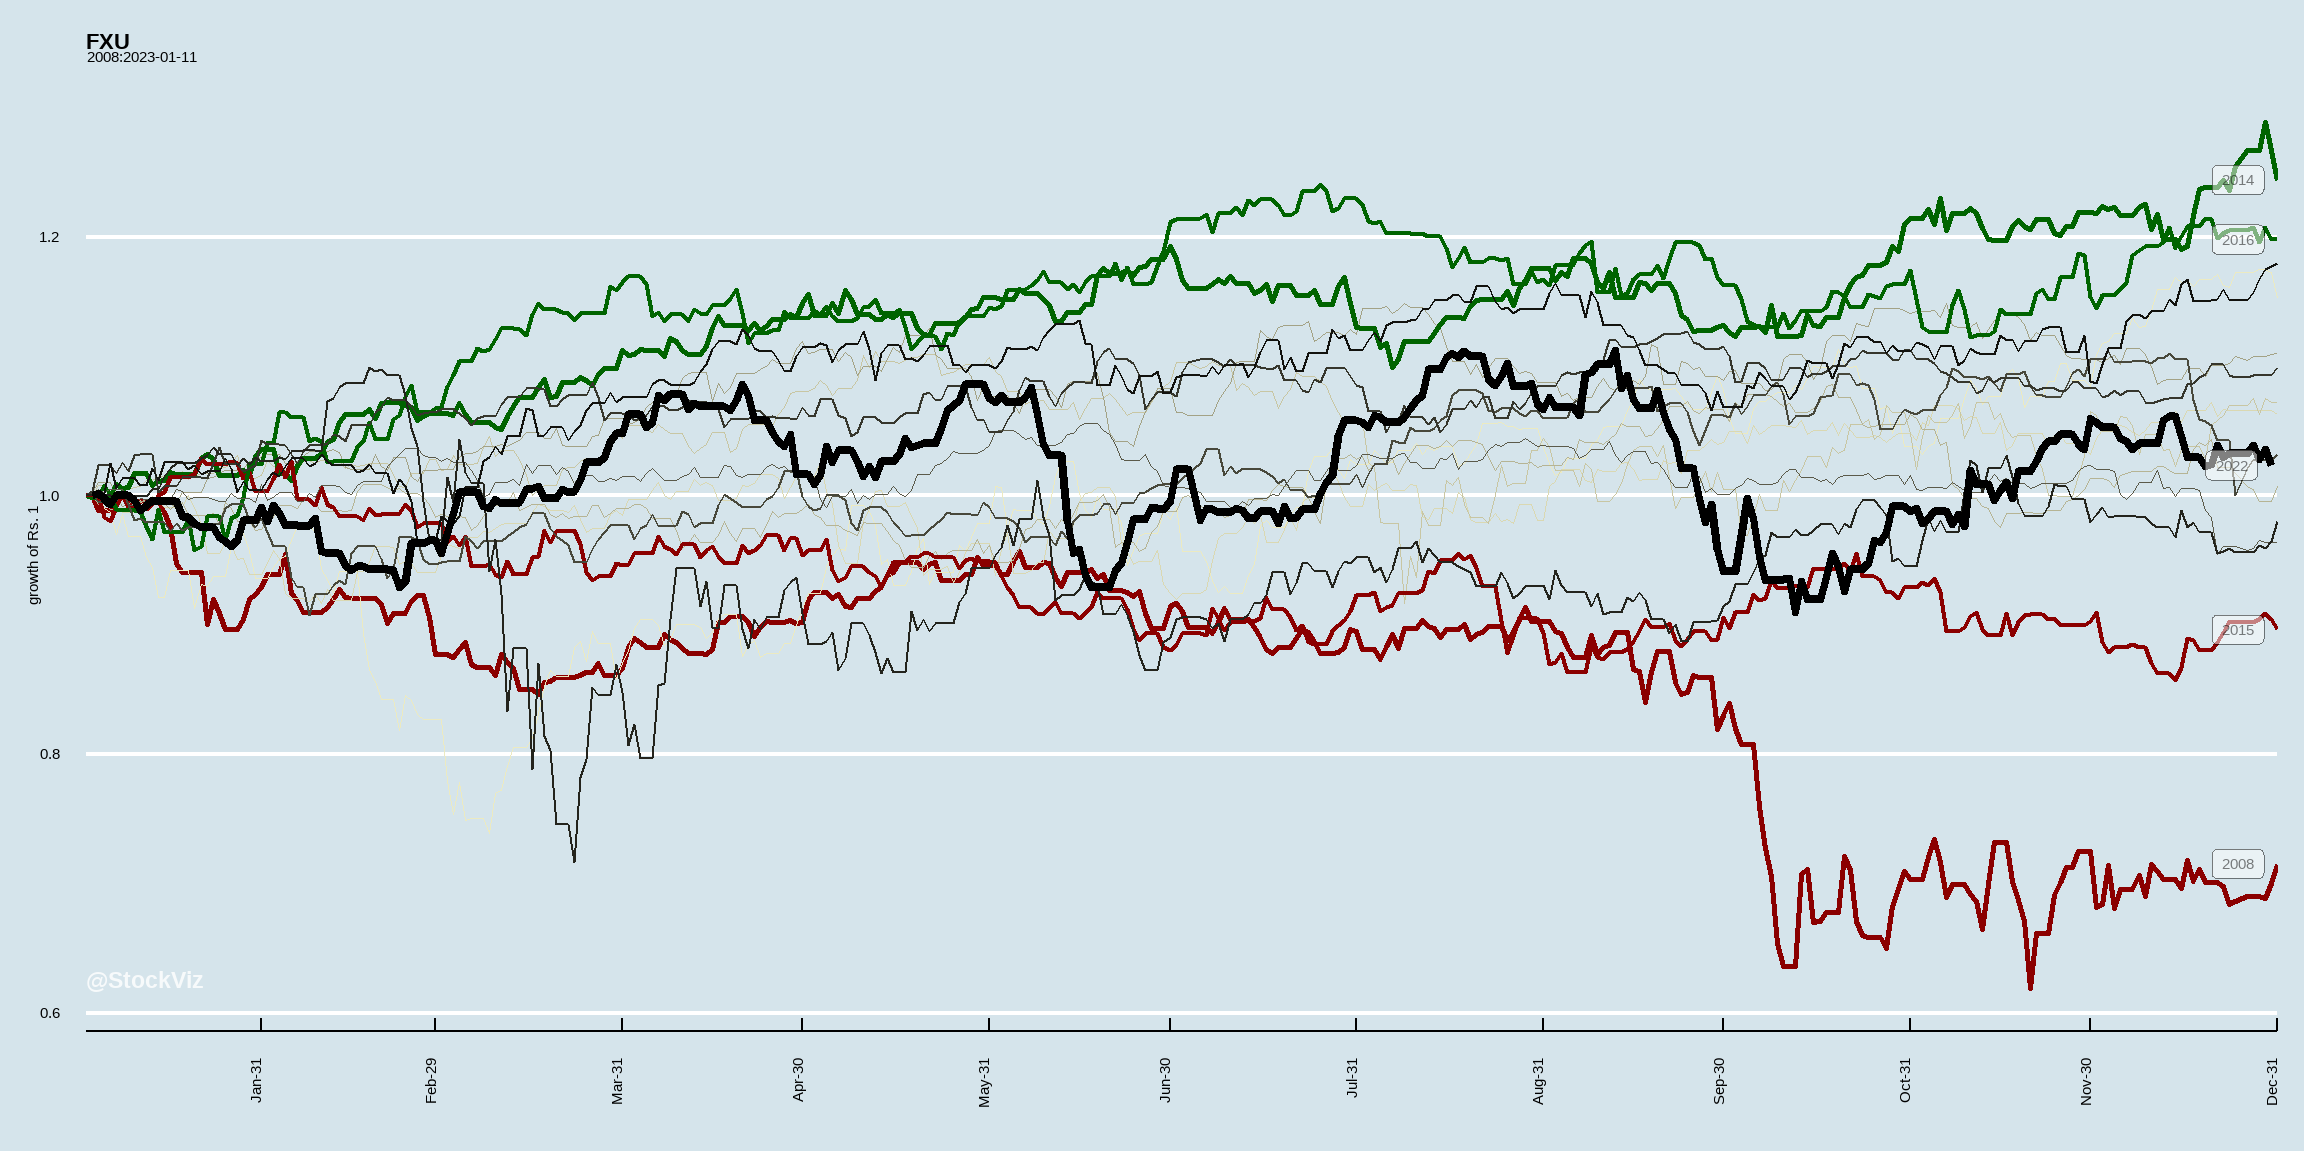 FXU
2008:2023-01-11
growth of Rs. 1
1.2
1.0
0.8
0.6
2014
2016
2022
2015
2008
@StockViz
Jan-31
Feb-29
Mar-31
Apr-30
May-31
Jun-30
Jul-31
Aug-31
Sep-30
Oct-31
Nov-30
Dec-31